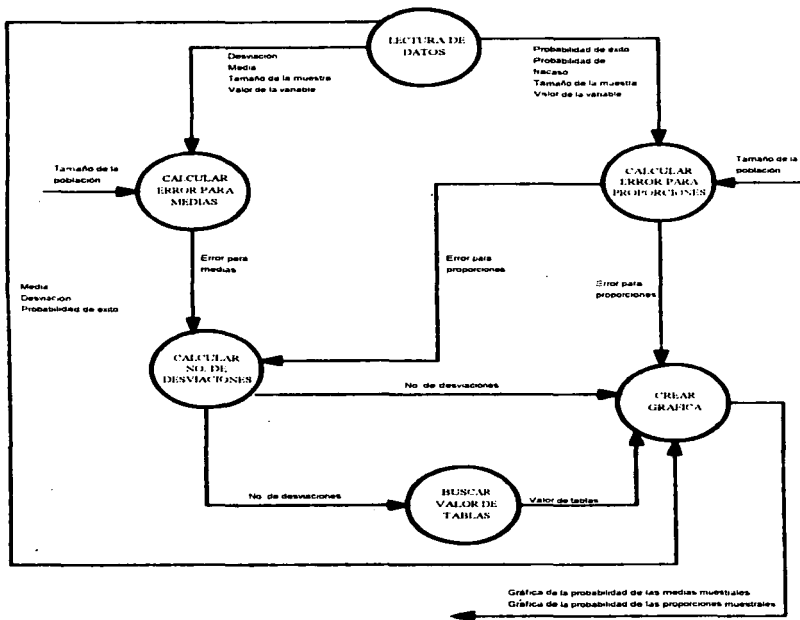 LECTURA DE
DATOS
Desviación
Media
Tamaño de la muestra
Valor de la variable
Probabilidad de éxito
Probabilidad de
fracaso
Tamaño de la muestra
Valor de la variable
Tamaño de la
población
CALCULAR
ERROR PARA
MEDIAS
CALCULAR
ERROR PARA
PROPORCIONES
Tamaño de la
población
Error para
medias
Error para
proporciones
Error para
proporciones
Media
Desviación
Probabilidad de exito
CALCULAR
NO. DE
DESVIACIONES
No. de desviaciones
CREAR
GRAFICA
No. de desviaciones
BUSCAR
VALOR DE
TABLAS
Valor de tablas
Gráfica de la probabilidad de las medias muestrales
Gráfica de la probabilidad de las proporciones muestrales